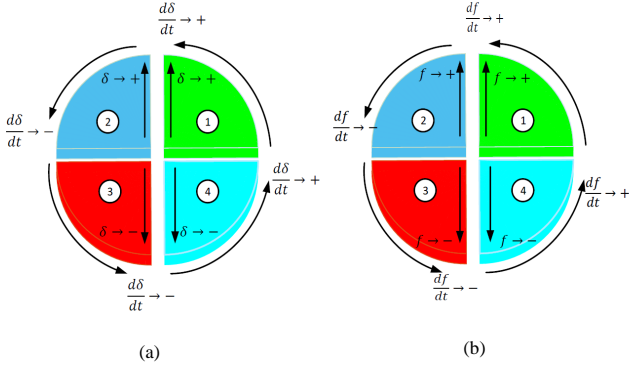 dδ/dt → +
δ → +
δ → +
2
1
dδ/dt → −
3
4
dδ/dt → +
δ → −
δ → −
dδ/dt → −
(a)
df/dt → +
f → +
f → +
2
1
df/dt → −
3
4
df/dt → +
f → −
f → −
df/dt → −
(b)